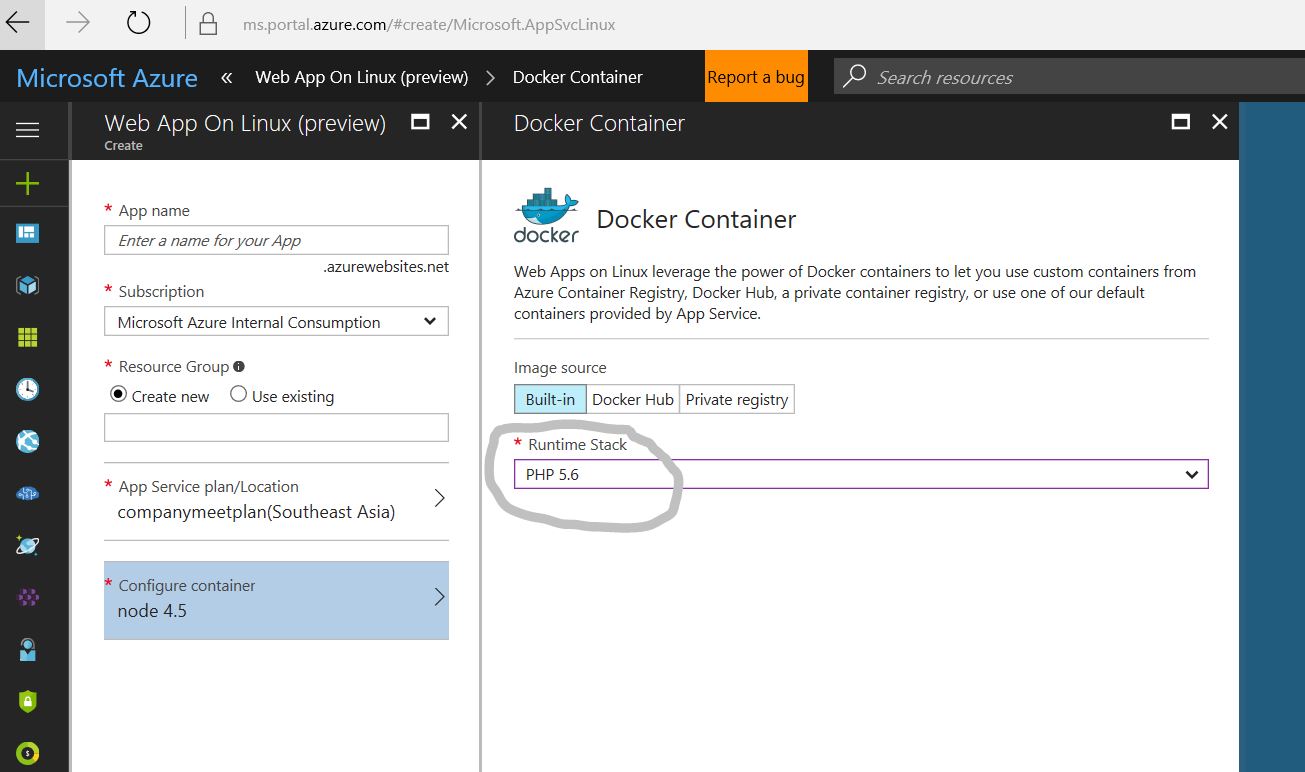 ms.portal.azure.com/#create/Microsoft.AppSvcLinux
Microsoft Azure « Web App On Linux (preview) > Docker Container Report a bug Search resources
Web App On Linux (preview)
Create
* App name
Enter a name for your App
.azurewebsites.net
* Subscription
Microsoft Azure Internal Consumption
* Resource Group
Create new Use existing
* App Service plan/Location
companymeetplan(Southeast Asia)
* Configure container
node 4.5
Docker Container
docker
Docker Container
Web Apps on Linux leverage the power of Docker containers to let you use custom containers from
Azure Container Registry, Docker Hub, a private container registry, or use one of our default
containers provided by App Service.
Image source
Built-in Docker Hub Private registry
* Runtime Stack
PHP 5.6